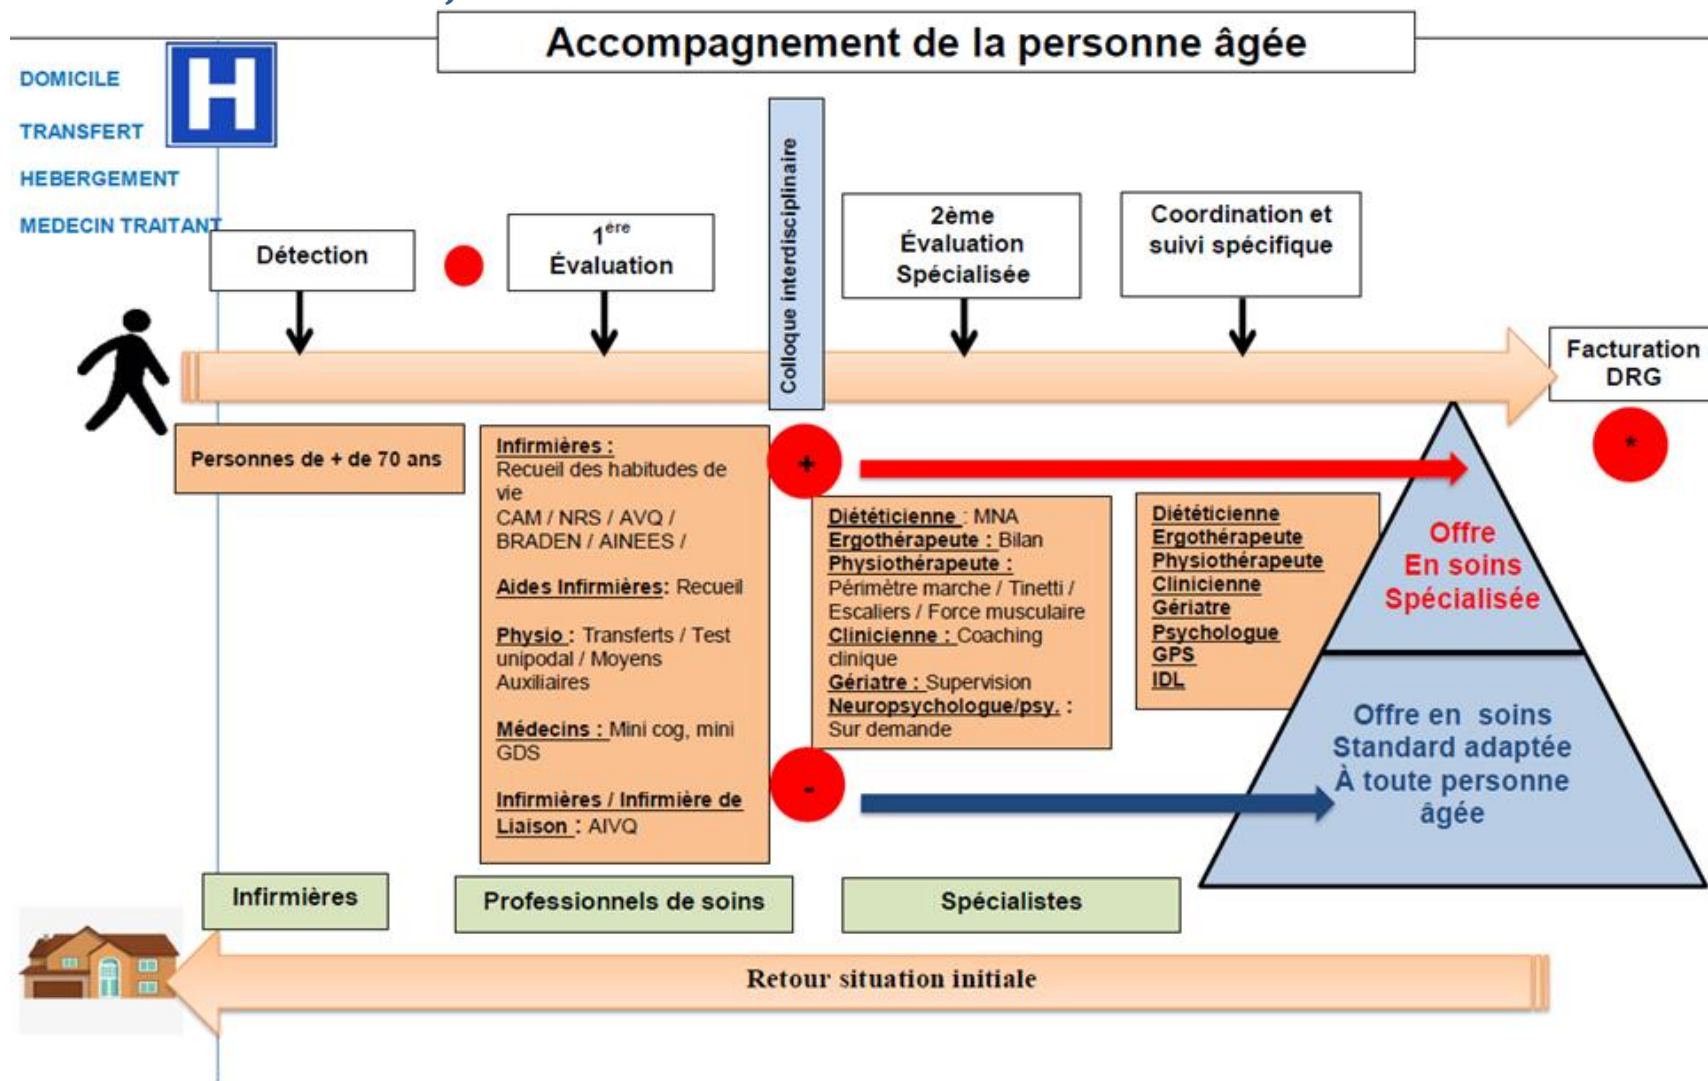 Accompagnement de la personne âgée
DOMICILE
TRANSFERT
HEBERGEMENT
MEDECIN TRAITANT
H
Détection
1ère
Évaluation
Colloque interdisciplinaire
2ème
Évaluation
Spécialisée
Coordination et
suivi spécifique
Facturation
DRG
*
Personnes de + de 70 ans
Infirmières :
Recueil des habitudes de
vie
CAM / NRS / AVQ /
BRADEN / AINEES /
Aides Infirmières: Recueil
Physio : Transferts / Test
unipodal / Moyens
Auxiliaires
Médecins : Mini cog, mini
GDS
Infirmières / Infirmière de
Liaison : AIVQ
+
-
Diététicienne : MNA
Ergothérapeute : Bilan
Physiothérapeute :
Périmètre marche / Tinetti /
Escaliers / Force musculaire
Clinicienne : Coaching
clinique
Gériatre : Supervision
Neuropsychologue/psy. :
Sur demande
Diététicienne
Ergothérapeute
Physiothérapeute
Clinicienne
Gériatre
Psychologue
GPS
IDL
Offre
En soins
Spécialisée
Offre en soins
Standard adaptée
À toute personne
âgée
Infirmières
Professionnels de soins
Spécialistes
Retour situation initiale